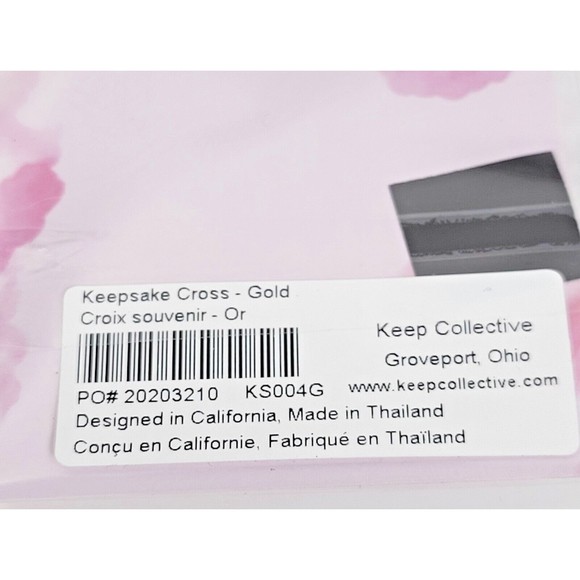 Keepsake Cross - Gold
Croix souvenir - Or
PO# 20203210 KS004G
Designed in California, Made in Thailand
Conçu en Californie, Fabriqué en Thaïland
Keep Collective
Groveport, Ohio
www.keepcollective.com